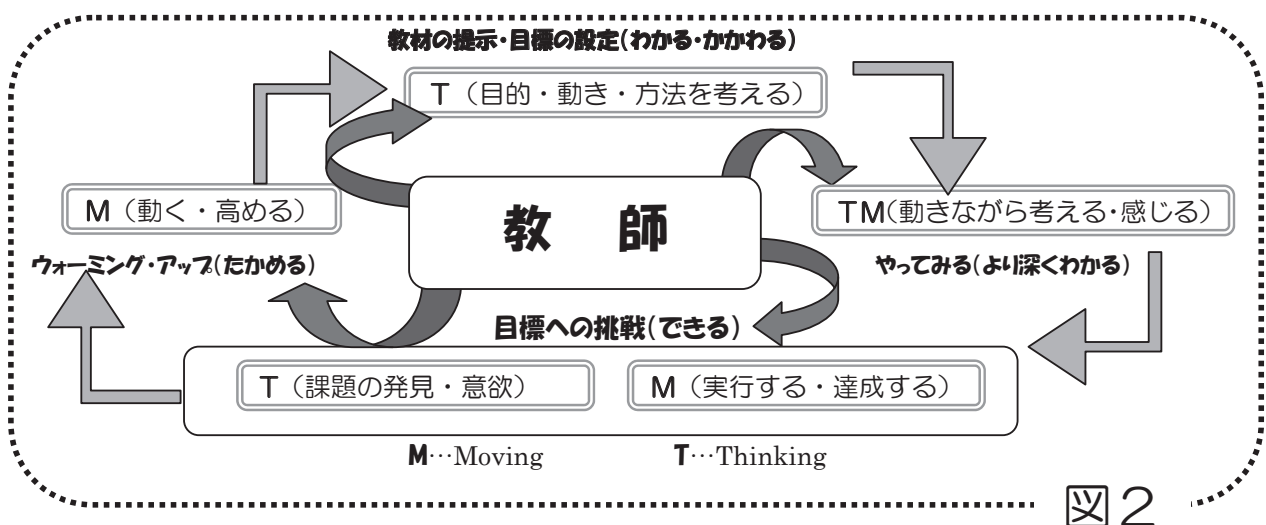 教材の提示・目標の設定(わかる・かかわる)
T（目的・動き・方法を考える）
M（動く・高める）
教　師
TM(動きながら考える・感じる)
ウォーミング・アップ(たかめる)
やってみる(より深くわかる)
目標への挑戦(できる)
T（課題の発見・意欲）
M（実行する・達成する）
M…Moving
T…Thinking
図２